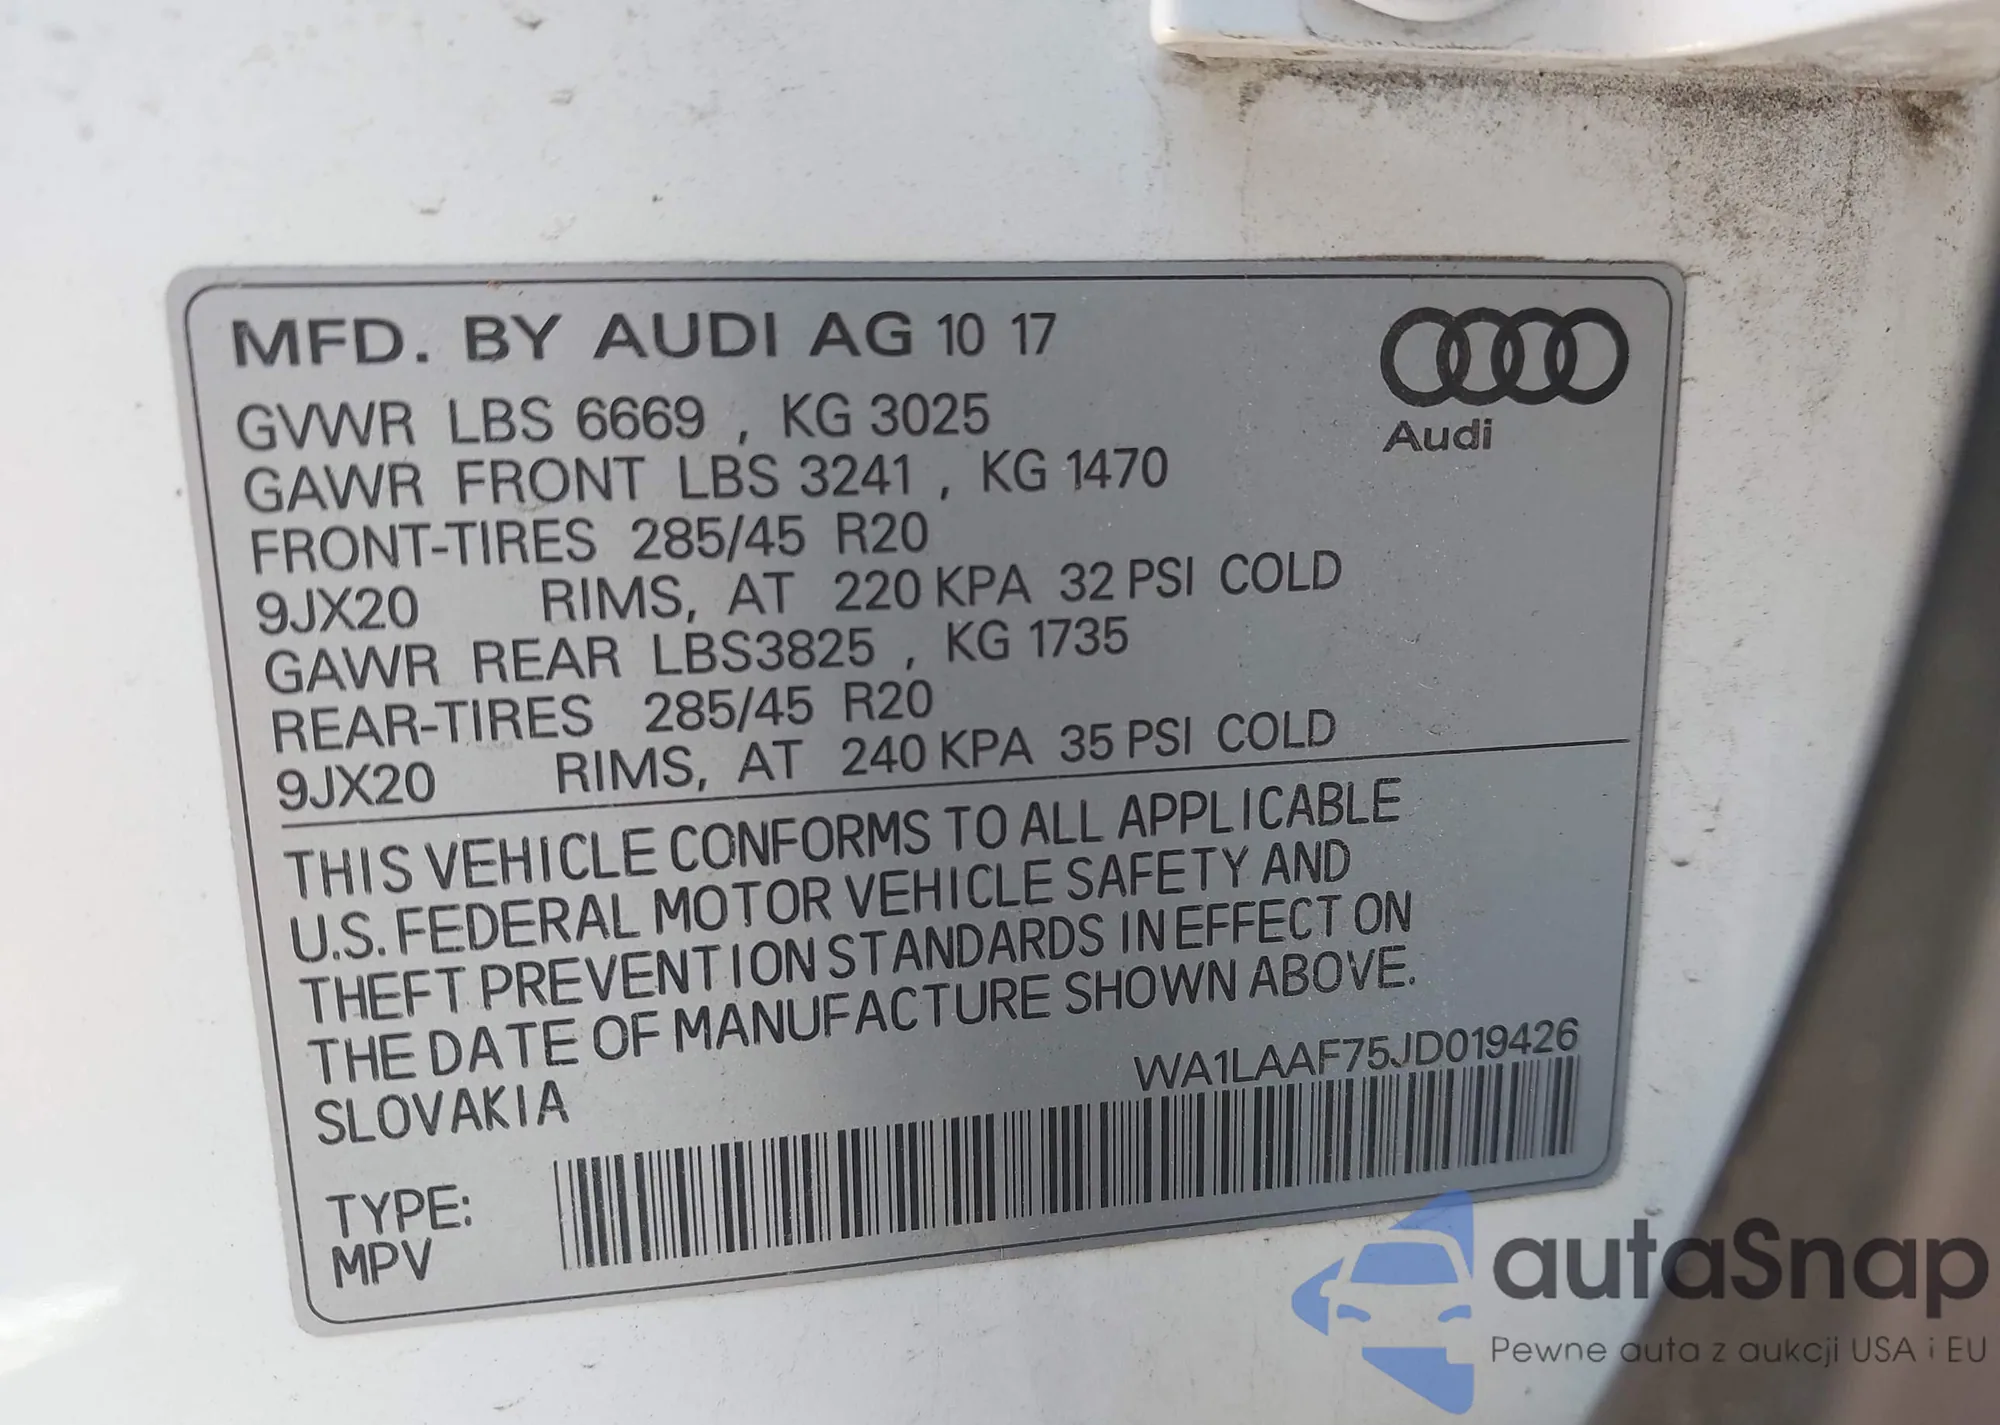 MFD. BY AUDI AG 10 17
Audi
GVWR LBS 6669 , KG 3025
GAWR FRONT LBS 3241 , KG 1470
FRONT-TIRES 285/45 R20
9JX20 RIMS, AT 220 KPA 32 PSI COLD
GAWR REAR LBS3825 , KG 1735
REAR-TIRES 285/45 R20
9JX20 RIMS, AT 240 KPA 35 PSI COLD
THIS VEHICLE CONFORMS TO ALL APPLICABLE
U.S. FEDERAL MOTOR VEHICLE SAFETY AND
THEFT PREVENTION STANDARDS IN EFFECT ON
THE DATE OF MANUFACTURE SHOWN ABOVE.
SLOVAKIA
WA1LAAF75JD019426
TYPE:
MPV
autaSnap
Pewne auta z aukcji USA i EU